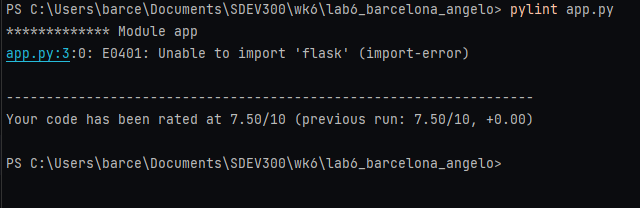 PS C:\Users\barce\Documents\SDEV300\wk6\lab6_barcelona_angelo> pylint app.py
************* Module app
app.py:3:0: E0401: Unable to import 'flask' (import-error)
------------------------------------------------------------------
Your code has been rated at 7.50/10 (previous run: 7.50/10, +0.00)
PS C:\Users\barce\Documents\SDEV300\wk6\lab6_barcelona_angelo>